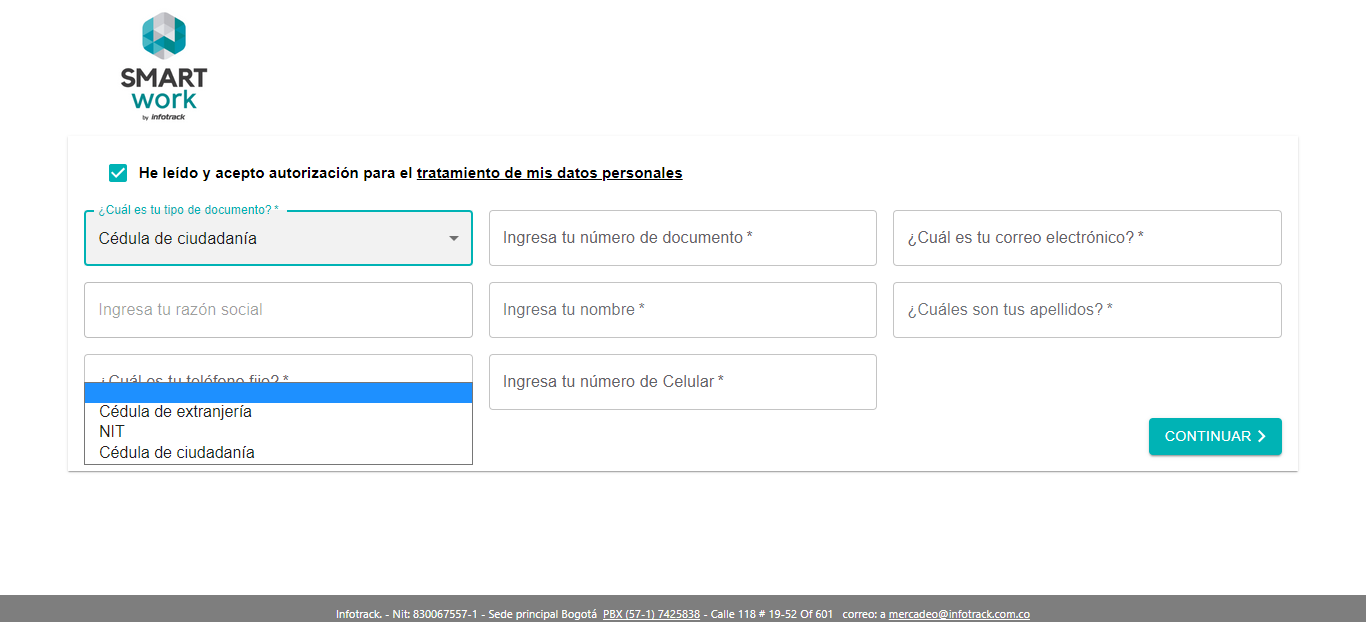 SMART
work
by infotrack
He leído y acepto autorización para el tratamiento de mis datos personales
¿Cuál es tu tipo de documento? *
Cédula de ciudadanía
Ingresa tu número de documento *
¿Cuál es tu correo electrónico? *
Ingresa tu razón social
Ingresa tu nombre *
¿Cuáles son tus apellidos? *
¿Cuál es tu teléfono fijo? *
Ingresa tu número de Celular *
Cédula de extranjería
NIT
Cédula de ciudadanía
CONTINUAR
Infotrack. - Nit: 830067557-1 - Sede principal Bogotá PBX (57-1) 7425838 - Calle 118 # 19-52 Of 601 correo: a mercadeo@infotrack.com.co